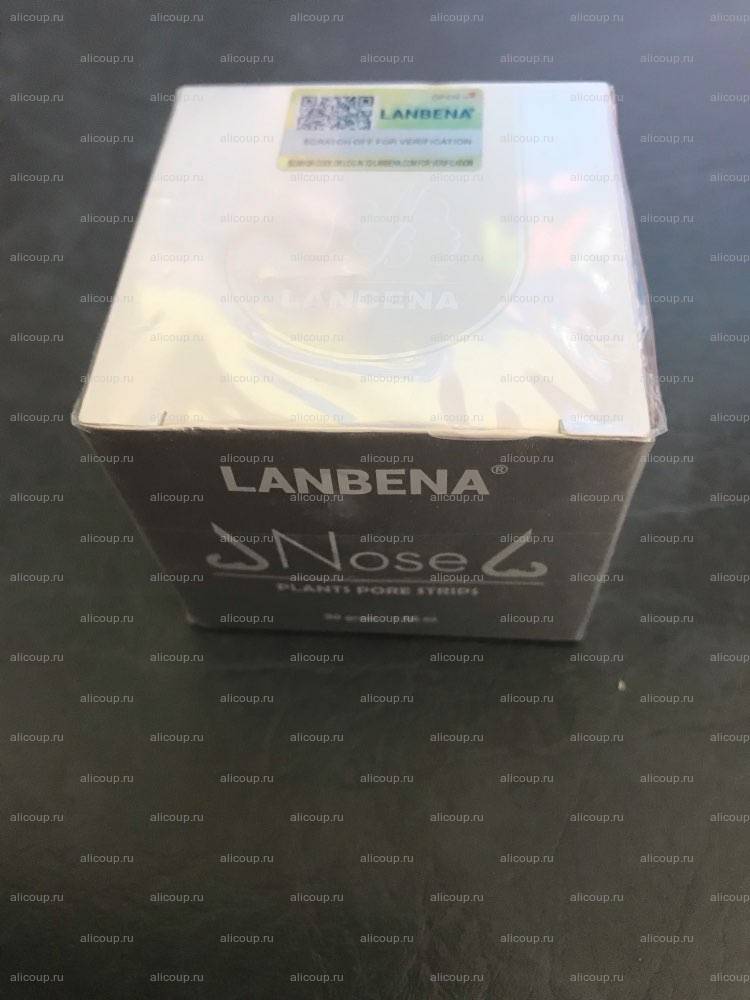 LANBENA®
SCRATCH OFF FOR VERIFICATION
LANBENA
LANBENA®
Nose
PLANTS PORE STRIPS
alicoup.ru